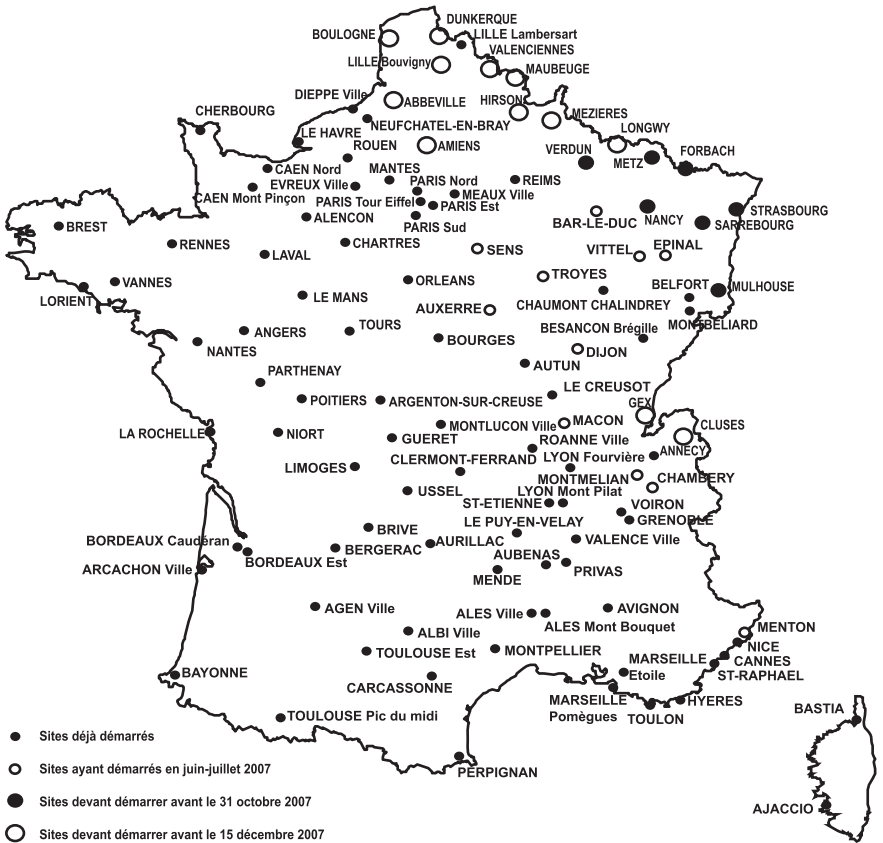 DUNKERQUE
BOULOGNE
LILLE Lambersart
VALENCIENNES
LILLE Bouvigny
MAUBEUGE
DIEPPE Ville
ABBEVILLE
HIRSON
CHERBOURG
MEZIERES
NEUFCHATEL-EN-BRAY
LONGWY
LE HAVRE
ROUEN
AMIENS
VERDUN
FORBACH
METZ
CAEN Nord
MANTES
PARIS Nord
REIMS
EVREUX Ville
CAEN Mont Pinçon
MEAUX Ville
PARIS Tour Eiffel
PARIS Est
STRASBOURG
ALENCON
PARIS Sud
BAR-LE-DUC
NANCY
SARREBOURG
BREST
RENNES
CHARTRES
SENS
VITTEL
EPINAL
LAVAL
TROYES
VANNES
ORLEANS
BELFORT
MULHOUSE
LORIENT
LE MANS
CHAUMONT CHALINDREY
AUXERRE
MONTBELIARD
ANGERS
TOURS
BESANCON Brégille
NANTES
BOURGES
DIJON
PARTHENAY
AUTUN
LE CREUSOT
POITIERS
ARGENTON-SUR-CREUSE
GEX
LA ROCHELLE
NIORT
MONTLUCON Ville
MACON
CLUSES
GUERET
ROANNE Ville
ANNECY
LYON Fourvière
CLERMONT-FERRAND
LIMOGES
MONTMELIAN
CHAMBERY
USSEL
LYON Mont Pilat
ST-ETIENNE
VOIRON
GRENOBLE
LE PUY-EN-VELAY
BRIVE
BORDEAUX Caudéran
AURILLAC
VALENCE Ville
BERGERAC
BORDEAUX Est
AUBENAS
ARCACHON Ville
PRIVAS
MENDE
AGEN Ville
ALES Ville
AVIGNON
ALES Mont Bouquet
MENTON
ALBI Ville
NICE
TOULOUSE Est
MONTPELLIER
CANNES
MARSEILLE
Etoile
ST-RAPHAEL
BAYONNE
CARCASSONNE
MARSEILLE
Pomègues
HYERES
TOULON
BASTIA
TOULOUSE Pic du midi
Sites déjà démarrés
PERPIGNAN
Sites ayant démarrés en juin-juillet 2007
Sites devant démarrer avant le 31 octobre 2007
AJACCIO
Sites devant démarrer avant le 15 décembre 2007